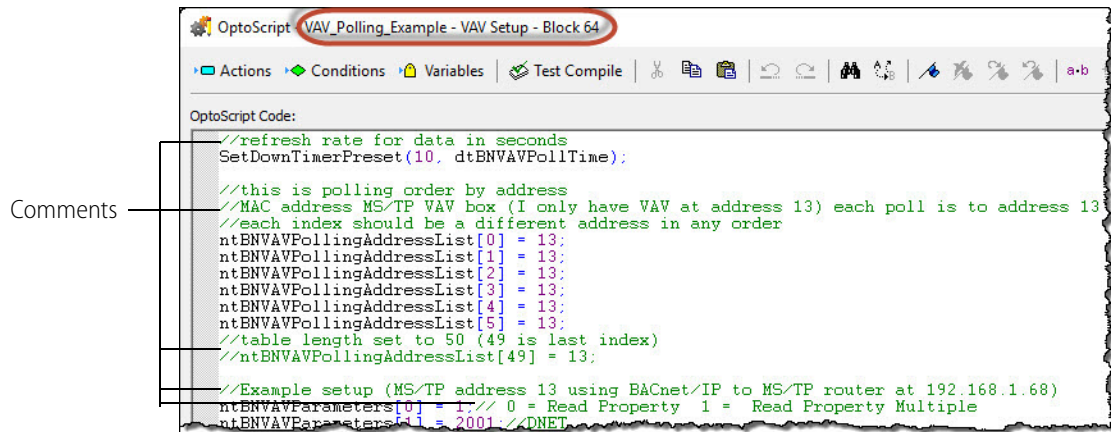 OptoScript - VAV_Polling_Example - VAV Setup - Block 64
Actions Conditions Variables Test Compile a•b
OptoScript Code:
Comments
//refresh rate for data in seconds
SetDownTimerPreset(10, dtBNVAVPollTime);
//this is polling order by address
//MAC address MS/TP VAV box (I only have VAV at address 13) each poll is to address 13
//each index should be a different address in any order
ntBNVAVPollingAddressList[0] = 13;
ntBNVAVPollingAddressList[1] = 13;
ntBNVAVPollingAddressList[2] = 13;
ntBNVAVPollingAddressList[3] = 13;
ntBNVAVPollingAddressList[4] = 13;
ntBNVAVPollingAddressList[5] = 13;
//table length set to 50 (49 is last index)
//ntBNVAVPollingAddressList[49] = 13;
//Example setup (MS/TP address 13 using BACnet/IP to MS/TP router at 192.168.1.68)
ntBNVAVParameters[0] = 1;// 0 = Read Property 1 = Read Property Multiple
ntBNVAVParameters[1] = 2001;//DNET